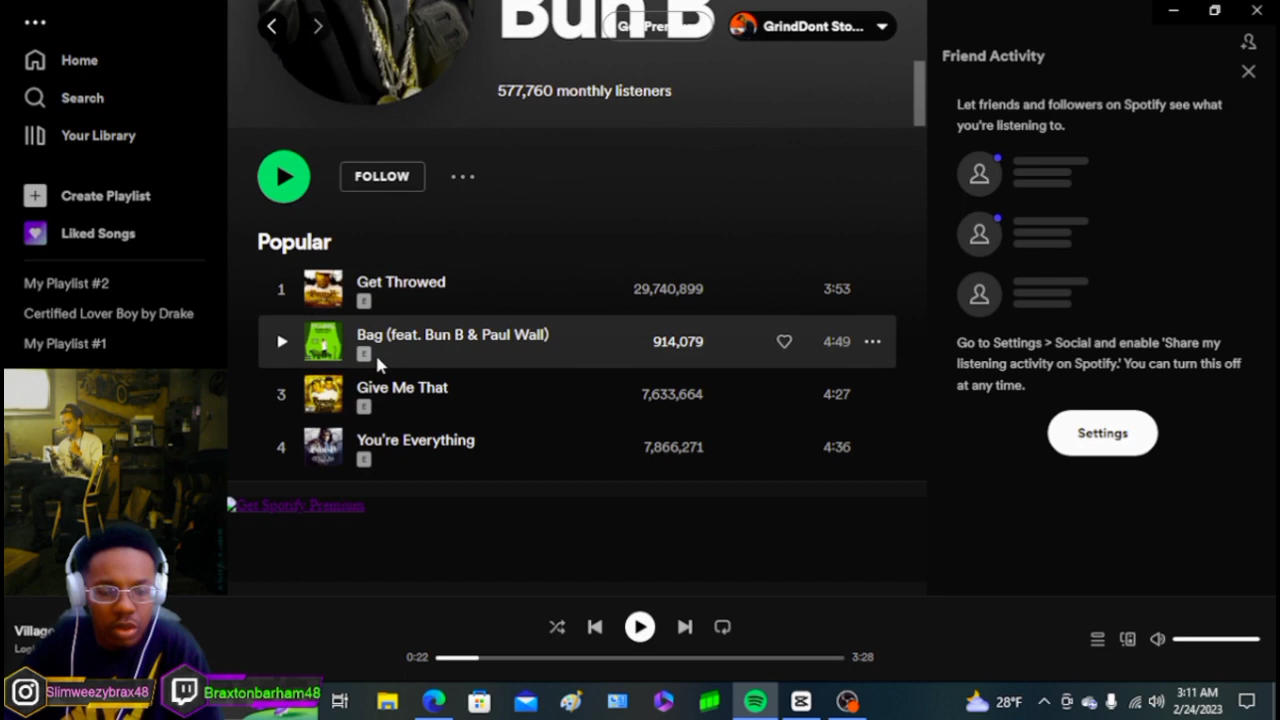 Bun B
GrindDont Sto...
577,760 monthly listeners
Home
Search
Your Library
Create Playlist
Liked Songs
My Playlist #2
Certified Lover Boy by Drake
My Playlist #1
FOLLOW
Popular
1 Get Throwed 29,740,899 3:53
E
Bag (feat. Bun B & Paul Wall) 914,079 4:49
E
3 Give Me That 7,633,664 4:27
E
4 You're Everything 7,866,271 4:36
E
Get Spotify Premium
Friend Activity
Let friends and followers on Spotify see what
you're listening to.
Go to Settings > Social and enable 'Share my
listening activity on Spotify.' You can turn this off
at any time.
Settings
Village
0:22 3:28
Slimweezybrax48
Braxtonbarham48
28°F
3:11 AM
2/24/2023